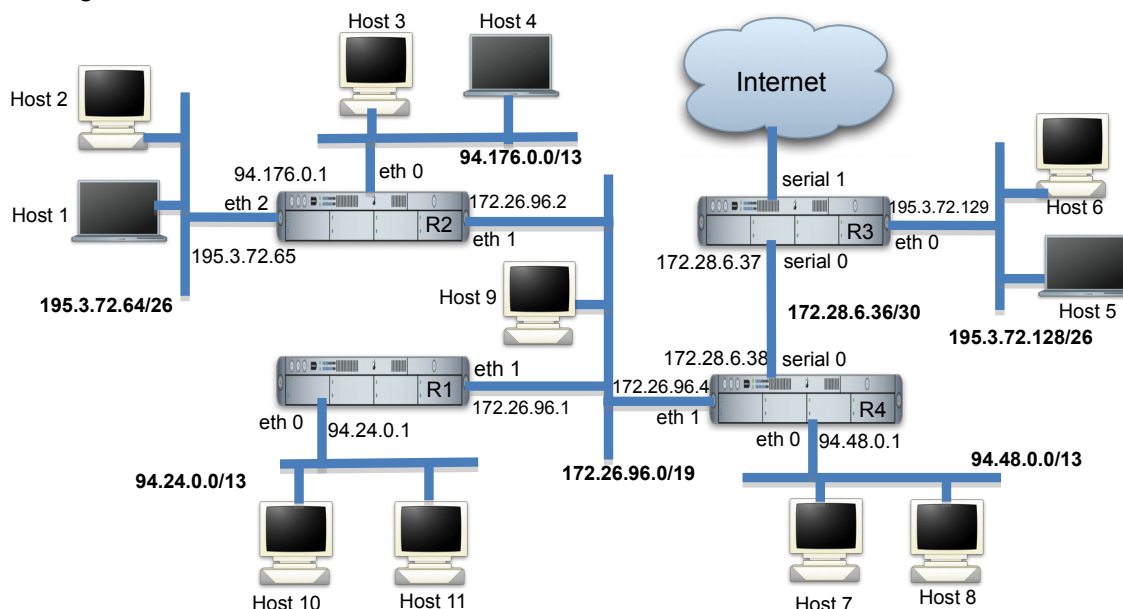 Host 3
Host 4
Host 2
Internet
94.176.0.0/13
94.176.0.1
eth 0
serial 1
Host 1
eth 2
172.26.96.2
195.3.72.129
Host 6
R2
R3
eth 1
eth 0
195.3.72.65
172.28.6.37
serial 0
Host 9
195.3.72.64/26
172.28.6.36/30
Host 5
195.3.72.128/26
172.28.6.38
serial 0
eth 1
R1
172.26.96.4
R4
172.26.96.1
eth 1
eth 0
94.24.0.1
eth 0
94.48.0.1
94.24.0.0/13
172.26.96.0/19
94.48.0.0/13
Host 10
Host 11
Host 7
Host 8